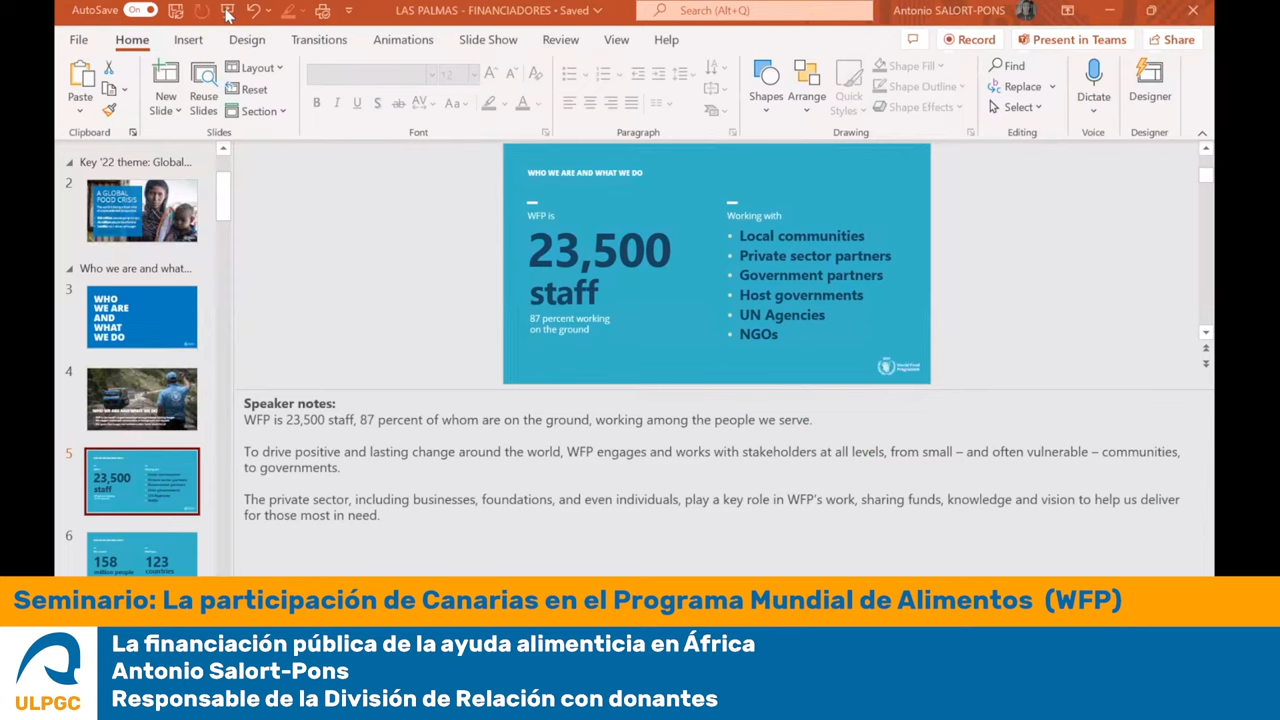 AutoSave On
LAS PALMAS - FINANCIADORES • Saved
Search (Alt+Q)
Antonio SALORT-PONS
File Home Insert Design Transitions Animations Slide Show Review View Help
Record Present in Teams Share
Paste
Clipboard
New Slide
Reuse Slides
Layout
Reset
Section
Slides
12
Aa
B I U S ab AV Aa
Font
Paragraph
Shapes
Arrange
Quick Styles
Shape Fill
Shape Outline
Shape Effects
Drawing
Find
Replace
Select
Editing
Dictate
Voice
Designer
Designer
Key '22 theme: Global...
2
A GLOBAL
FOOD CRISIS
Who we are and what...
3
WHO
WE ARE
AND
WHAT
WE DO
4
5
23,500
staff
6
158
million people
123
countries
WHO WE ARE AND WHAT WE DO
WFP is
23,500
staff
87 percent working
on the ground
Working with
• Local communities
• Private sector partners
• Government partners
• Host governments
• UN Agencies
• NGOs
World Food
Programme
Speaker notes:
WFP is 23,500 staff, 87 percent of whom are on the ground, working among the people we serve.
To drive positive and lasting change around the world, WFP engages and works with stakeholders at all levels, from small – and often vulnerable – communities,
to governments.
The private sector, including businesses, foundations, and even individuals, play a key role in WFP's work, sharing funds, knowledge and vision to help us deliver
for those most in need.
Seminario: La participación de Canarias en el Programa Mundial de Alimentos (WFP)
La financiación pública de la ayuda alimenticia en África
Antonio Salort-Pons
Responsable de la División de Relación con donantes
ULPGC